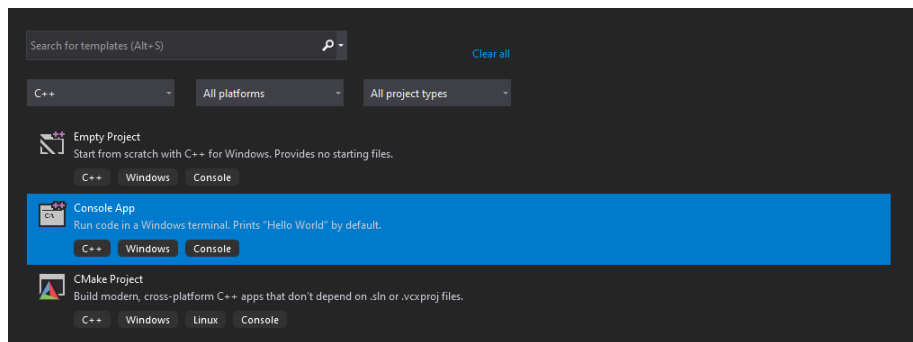 Search for templates (Alt+S)
Clear all
C++
All platforms
All project types
Empty Project
Start from scratch with C++ for Windows. Provides no starting files.
C++ Windows Console
Console App
Run code in a Windows terminal. Prints "Hello World" by default.
C++ Windows Console
CMake Project
Build modern, cross-platform C++ apps that don't depend on .sln or .vcxproj files.
C++ Windows Linux Console